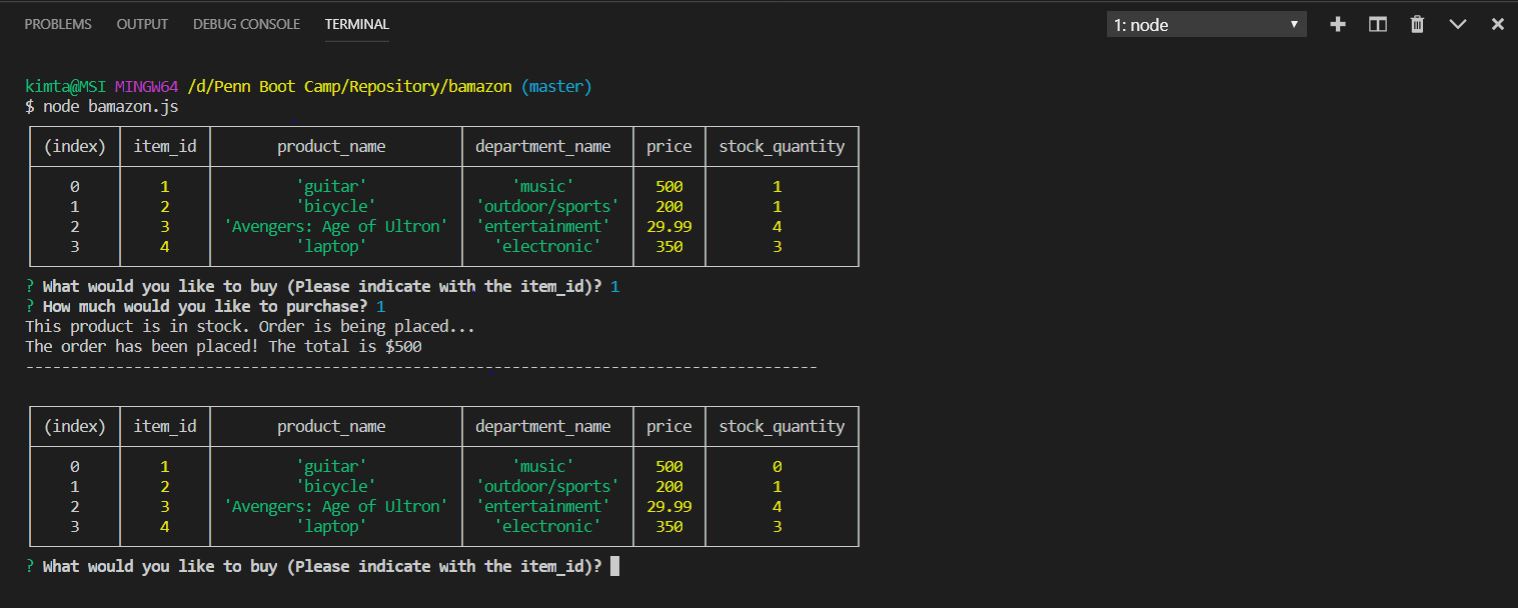 PROBLEMS OUTPUT DEBUG CONSOLE TERMINAL 1: node
kimta@MSI MINGW64 /d/Penn Boot Camp/Repository/bamazon (master)
$ node bamazon.js
(index) item_id product_name department_name price stock_quantity
0 1 'guitar' 'music' 500 1
1 2 'bicycle' 'outdoor/sports' 200 1
2 3 'Avengers: Age of Ultron' 'entertainment' 29.99 4
3 4 'laptop' 'electronic' 350 3
? What would you like to buy (Please indicate with the item_id)? 1
? How much would you like to purchase? 1
This product is in stock. Order is being placed...
The order has been placed! The total is $500
----------------------------------------------------------------------------------------
(index) item_id product_name department_name price stock_quantity
0 1 'guitar' 'music' 500 0
1 2 'bicycle' 'outdoor/sports' 200 1
2 3 'Avengers: Age of Ultron' 'entertainment' 29.99 4
3 4 'laptop' 'electronic' 350 3
? What would you like to buy (Please indicate with the item_id)?